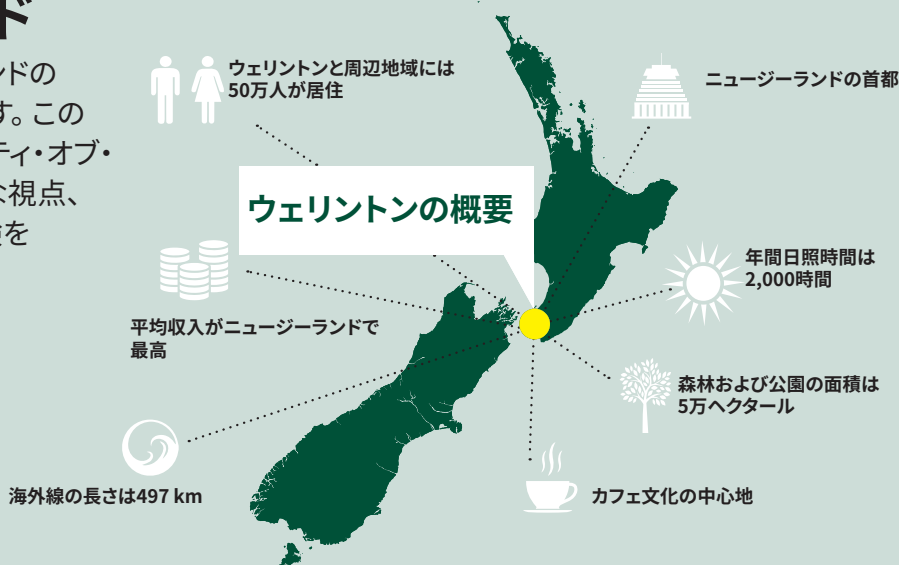 ド
ンドの
す。この
ティ・オブ・
な視点、
を
ウェリントンと周辺地域には
50万人が居住
ニュージーランドの首都
ウェリントンの概要
年間日照時間は
2,000時間
平均収入がニュージーランドで
最高
森林および公園の面積は
5万ヘクタール
海外線の長さは497 km
カフェ文化の中心地